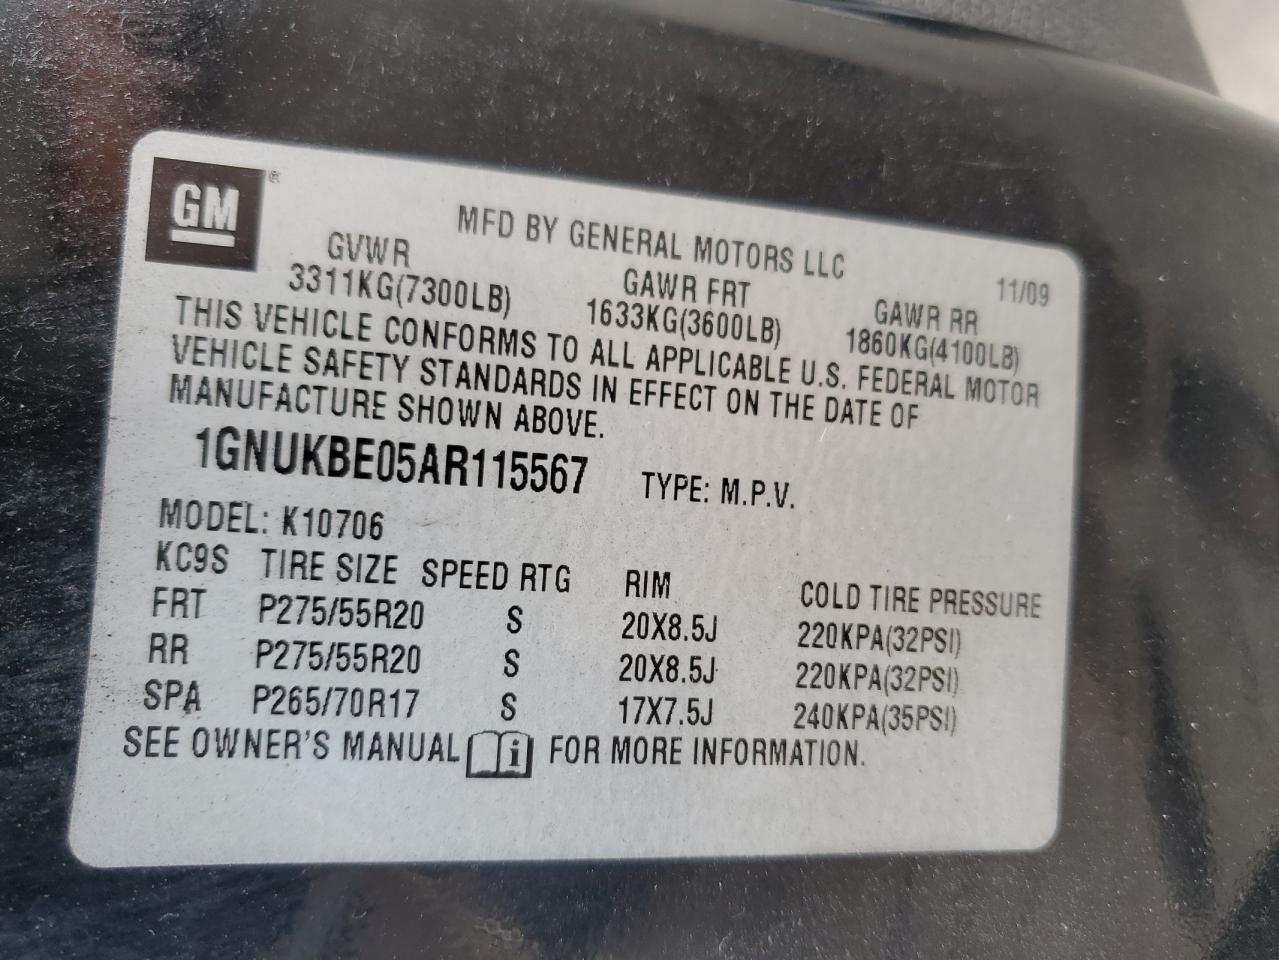 GM ®
MFD BY GENERAL MOTORS LLC
11/09
GVWR GAWR FRT GAWR RR
3311KG(7300LB) 1633KG(3600LB) 1860KG(4100LB)
THIS VEHICLE CONFORMS TO ALL APPLICABLE U.S. FEDERAL MOTOR
VEHICLE SAFETY STANDARDS IN EFFECT ON THE DATE OF
MANUFACTURE SHOWN ABOVE.
1GNUKBE05AR115567 TYPE: M.P.V.
MODEL: K10706
KC9S TIRE SIZE SPEED RTG RIM COLD TIRE PRESSURE
FRT P275/55R20 S 20X8.5J 220KPA(32PSI)
RR P275/55R20 S 20X8.5J 220KPA(32PSI)
SPA P265/70R17 S 17X7.5J 240KPA(35PSI)
SEE OWNER'S MANUAL i FOR MORE INFORMATION.